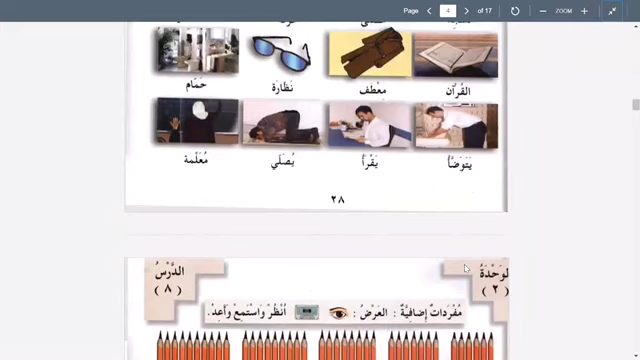 Page 4 of 17 ZOOM
القُرْآن مِعْطَف نَظَّارَة حَمَّام
يَتَوَضَّأُ يَقْرَأُ يُصَلِّي مُعَلِّمَة
٢٨
الوَحْدَةُ (٢) الدَّرْسُ (٨)
مُفْرَدَاتٌ إِضَافِيَّةٌ : العَرْضُ : اُنْظُرْ وَاسْتَمِعْ وَأَعِدْ.